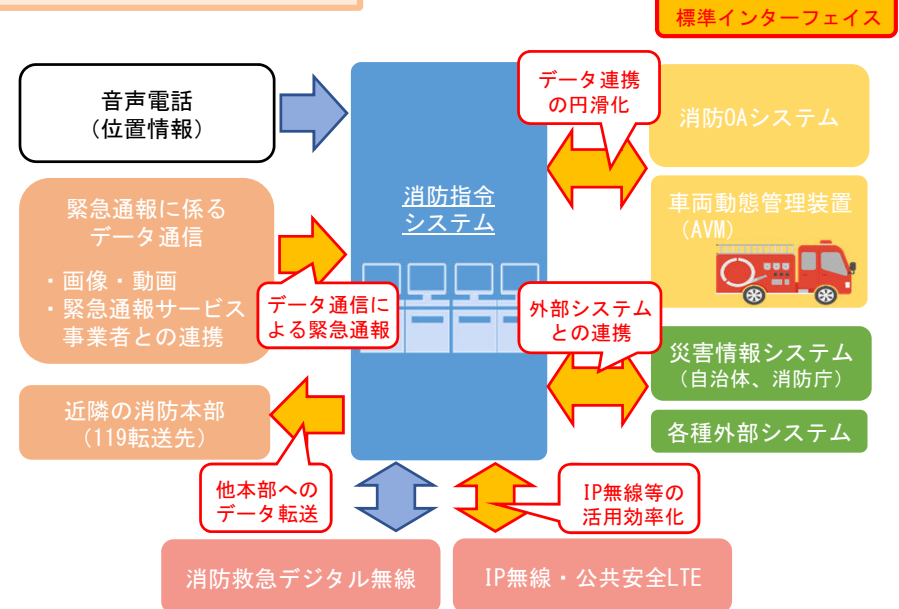 標準インターフェイス
音声電話
（位置情報）
緊急通報に係る
データ通信
・画像・動画
・緊急通報サービス
事業者との連携
データ通信に
よる緊急通報
近隣の消防本部
（119転送先）
他本部への
データ転送
消防指令
システム
データ連携
の円滑化
消防OAシステム
車両動態管理装置
（AVM）
外部システム
との連携
災害情報システム
（自治体、消防庁）
各種外部システム
IP無線等の
活用効率化
消防救急デジタル無線
IP無線・公共安全LTE